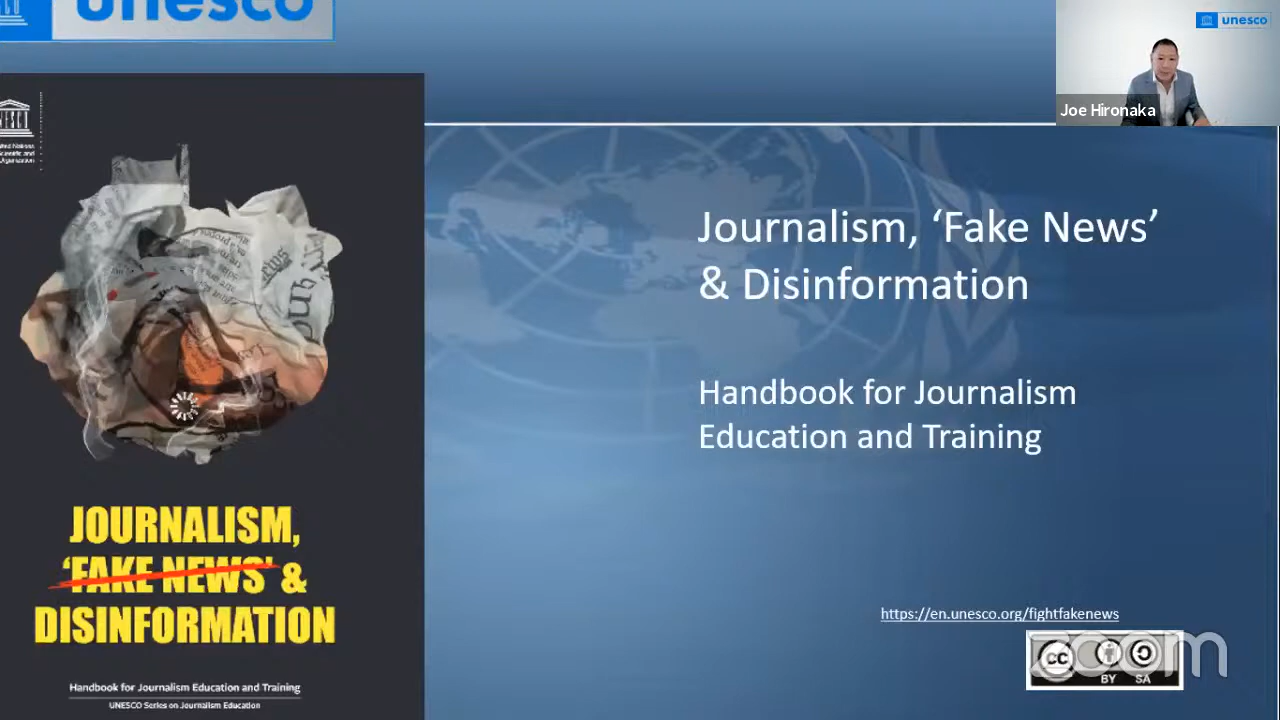 unesco
unesco
Joe Hironaka
Journalism, ‘Fake News’
& Disinformation
Handbook for Journalism
Education and Training
JOURNALISM,
‘FAKE NEWS’ &
DISINFORMATION
Handbook for Journalism Education and Training
UNESCO Series on Journalism Education
https://en.unesco.org/fightfakenews
cc
BY SA
zoom